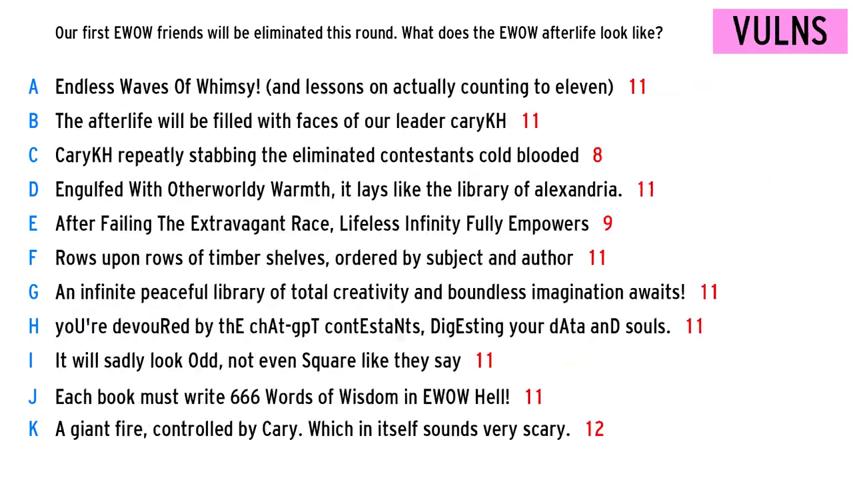 Our first EWOW friends will be eliminated this round. What does the EWOW afterlife look like?
VULNS
A Endless Waves Of Whimsy! (and lessons on actually counting to eleven) 11
B The afterlife will be filled with faces of our leader caryKH 11
C CaryKH repeatly stabbing the eliminated contestants cold blooded 8
D Engulfed With Otherworldy Warmth, it lays like the library of alexandria. 11
E After Failing The Extravagant Race, Lifeless Infinity Fully Empowers 9
F Rows upon rows of timber shelves, ordered by subject and author 11
G An infinite peaceful library of total creativity and boundless imagination awaits! 11
H yoU're devouRed by thE chAt-gpT contEstaNts, DigEsting your dAta anD souls. 11
I It will sadly look Odd, not even Square like they say 11
J Each book must write 666 Words of Wisdom in EWOW Hell! 11
K A giant fire, controlled by Cary. Which in itself sounds very scary. 12